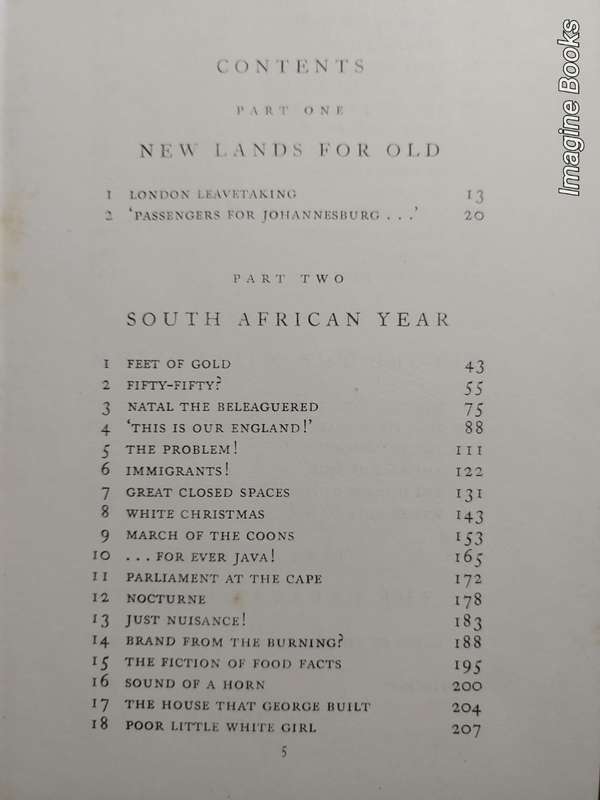 CONTENTS
PART ONE
NEW LANDS FOR OLD
1 LONDON LEAVETAKING 13
2 'PASSENGERS FOR JOHANNESBURG . . .' 20
PART TWO
SOUTH AFRICAN YEAR
1 FEET OF GOLD 43
2 FIFTY-FIFTY? 55
3 NATAL THE BELEAGUERED 75
4 'THIS IS OUR ENGLAND!' 88
5 THE PROBLEM! 111
6 IMMIGRANTS! 122
7 GREAT CLOSED SPACES 131
8 WHITE CHRISTMAS 143
9 MARCH OF THE COONS 153
10 . . . FOR EVER JAVA! 165
11 PARLIAMENT AT THE CAPE 172
12 NOCTURNE 178
13 JUST NUISANCE! 183
14 BRAND FROM THE BURNING? 188
15 THE FICTION OF FOOD FACTS 195
16 SOUND OF A HORN 200
17 THE HOUSE THAT GEORGE BUILT 204
18 POOR LITTLE WHITE GIRL 207
5
Imagine Books